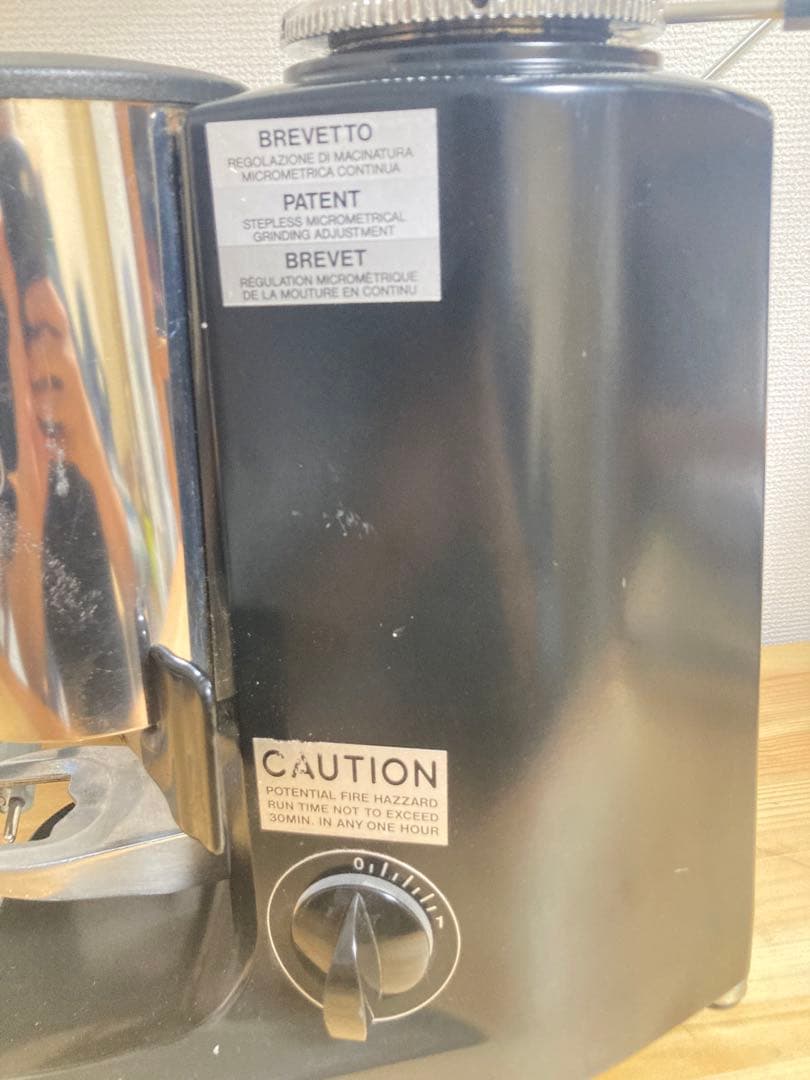 BREVETTO
REGOLAZIONE DI MACINATURA
MICROMETRICA CONTINUA
PATENT
STEPLESS MICROMETRICAL
GRINDING ADJUSTMENT
BREVET
RÉGULATION MICROMÈTRIQUE
DE LA MOUTURE EN CONTINU
CAUTION
POTENTIAL FIRE HAZZARD
RUN TIME NOT TO EXCEED
30MIN. IN ANY ONE HOUR
0